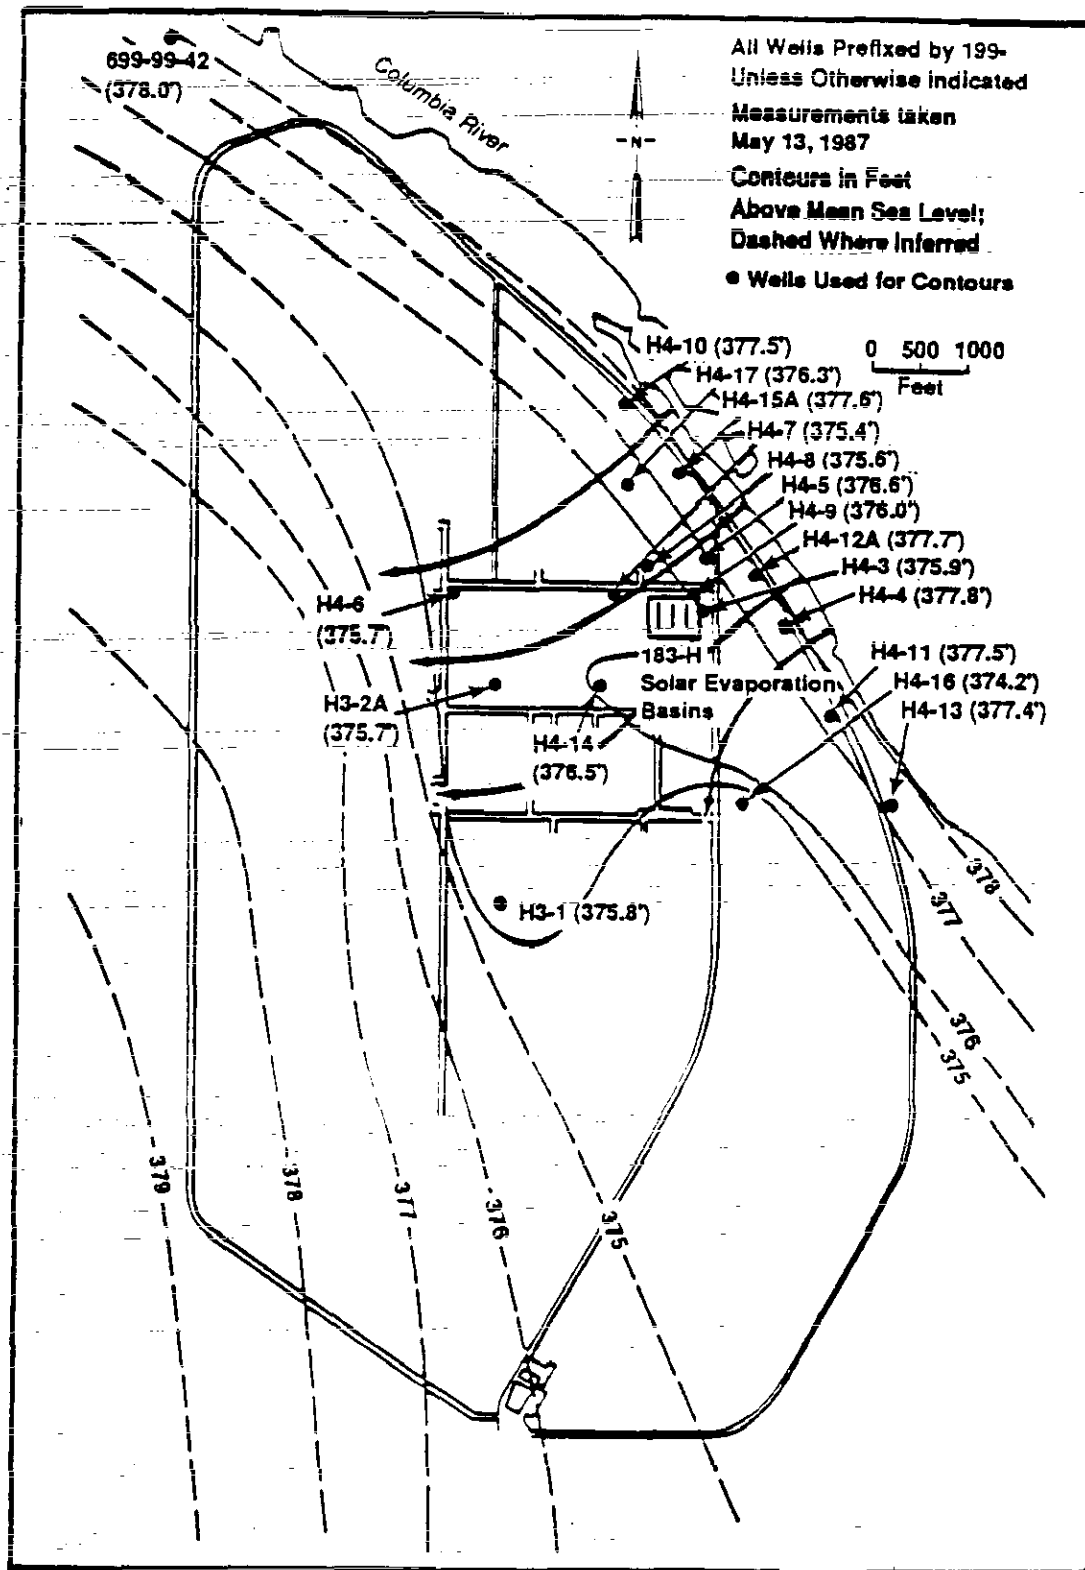 699-99-42
(378.0')
Columbia River
All Wells Prefixed by 199-
Unless Otherwise Indicated
Measurements taken
May 13, 1987
Contours in Feet
Above Mean Sea Level;
Dashed Where Inferred
Wells Used for Contours
N
0 500 1000
Feet
H4-10 (377.5')
H4-17 (376.3')
H4-15A (377.6')
H4-7 (375.4')
H4-8 (375.6')
H4-5 (376.6')
H4-9 (376.0')
H4-12A (377.7')
H4-3 (375.9')
H4-4 (377.8')
H4-6
(375.7')
183-H
Solar Evaporation
Basins
H4-11 (377.5')
H4-16 (374.2')
H4-13 (377.4')
H3-2A
(375.7')
H4-14
(376.5')
H3-1 (375.8')
378
377
376
375
379
378
377
376
375